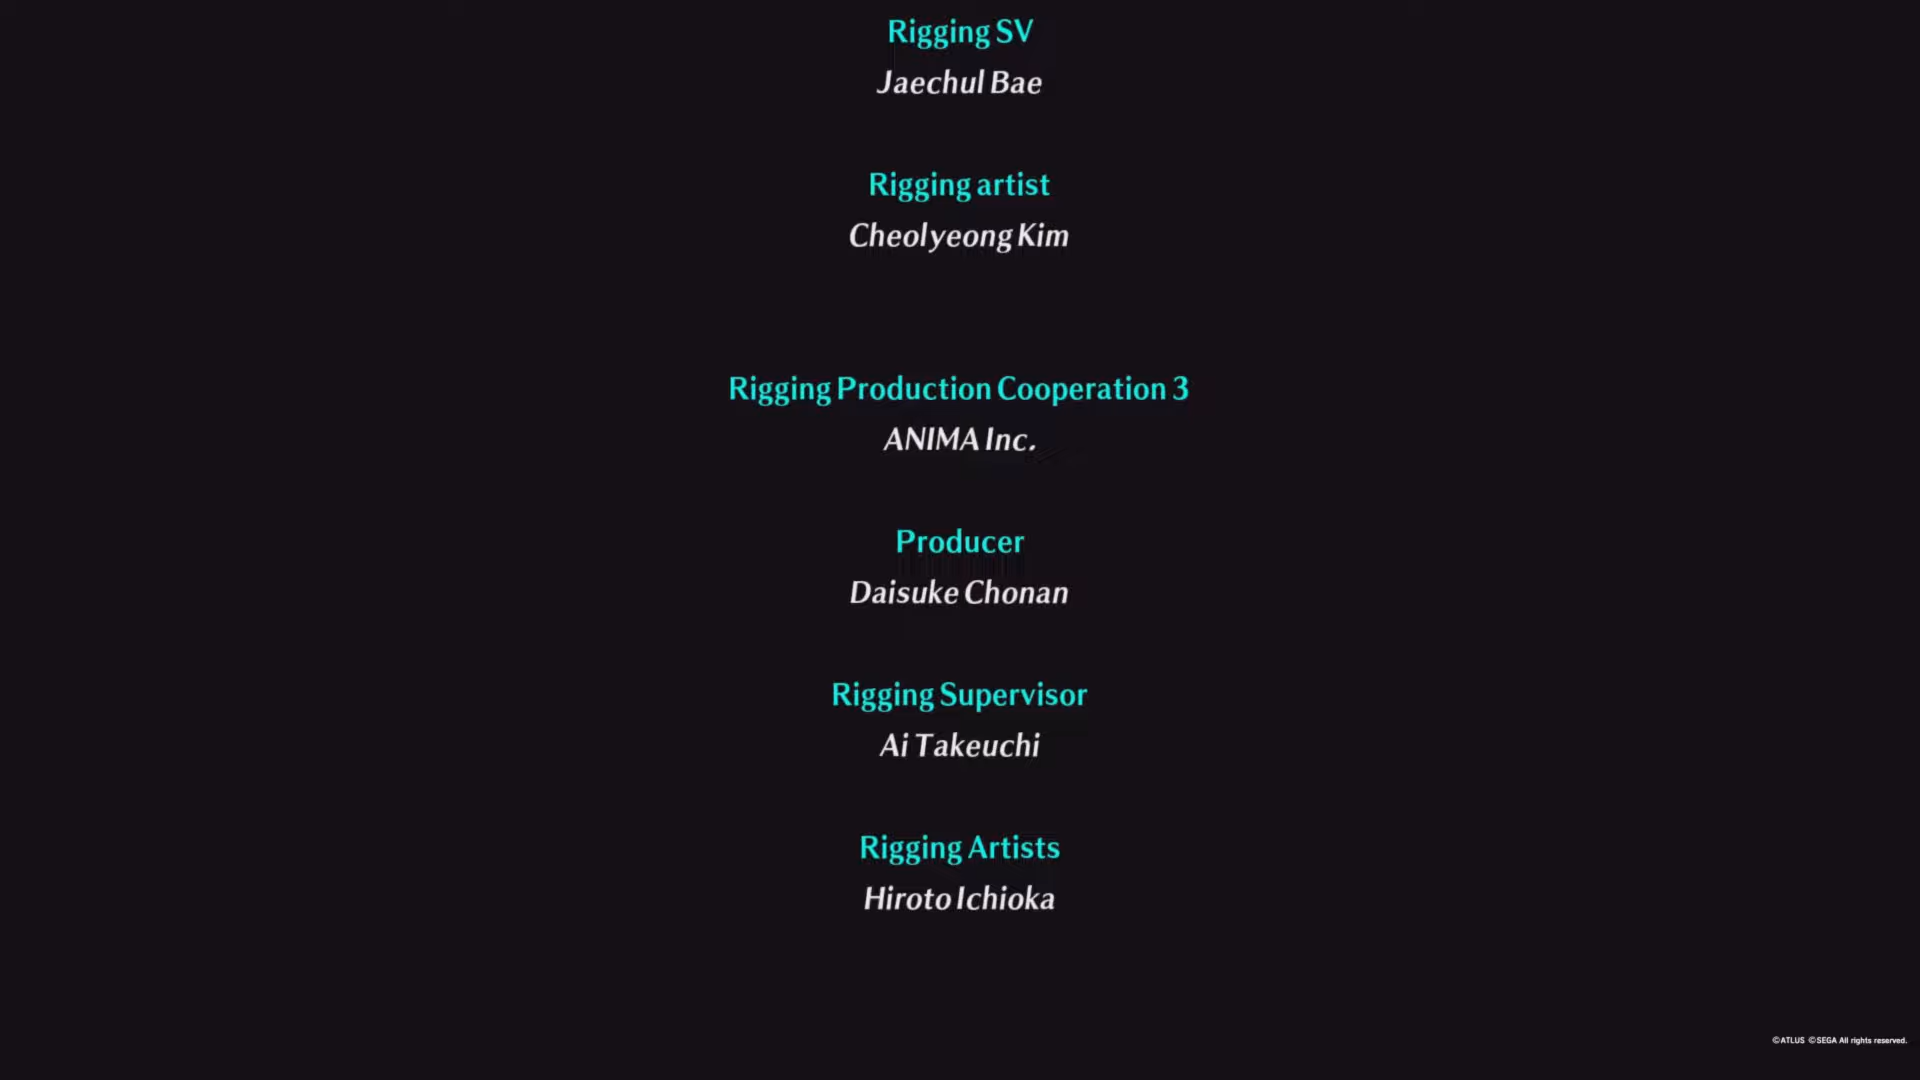 Rigging SV
Jaechul Bae
Rigging artist
Cheolyeong Kim
Rigging Production Cooperation 3
ANIMA Inc.
Producer
Daisuke Chonan
Rigging Supervisor
Ai Takeuchi
Rigging Artists
Hiroto Ichioka
©ATLUS ©SEGA All rights reserved.